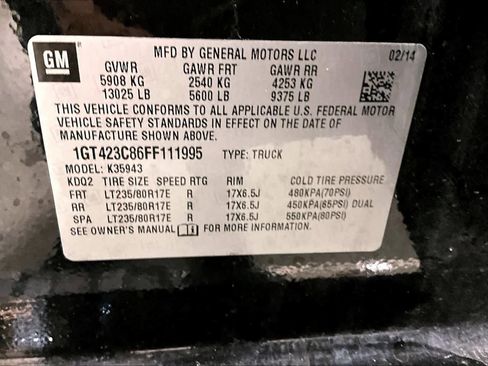 GM MFD BY GENERAL MOTORS LLC 02/14
GVWR GAWR FRT GAWR RR
5908 KG 2540 KG 4253 KG
13025 LB 5600 LB 9375 LB
THIS VEHICLE CONFORMS TO ALL APPLICABLE U.S. FEDERAL MOTOR
VEHICLE SAFETY STANDARDS IN EFFECT ON THE DATE OF
MANUFACTURE SHOWN ABOVE.
1GT423C86FF111995 TYPE: TRUCK
MODEL: K35943
KDQ2 TIRE SIZE SPEED RTG RIM COLD TIRE PRESSURE
FRT LT235/80R17E R 17X6.5J 480KPA(70PSI)
RR LT235/80R17E R 17X6.5J 450KPA(65PSI) DUAL
SPA LT235/80R17E R 17X6.5J 550KPA(80PSI)
SEE OWNER'S MANUAL FOR MORE INFORMATION.